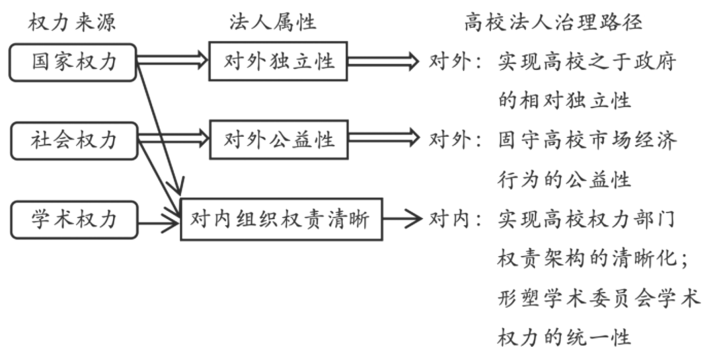 权力来源 法人属性 高校法人治理路径
国家权力 对外独立性 对外：实现高校之于政府
的相对独立性
社会权力 对外公益性 对外：固守高校市场经济
行为的公益性
学术权力 对内组织权责清晰 对内：实现高校权力部门
权责架构的清晰化；
形塑学术委员会学术
权力的统一性